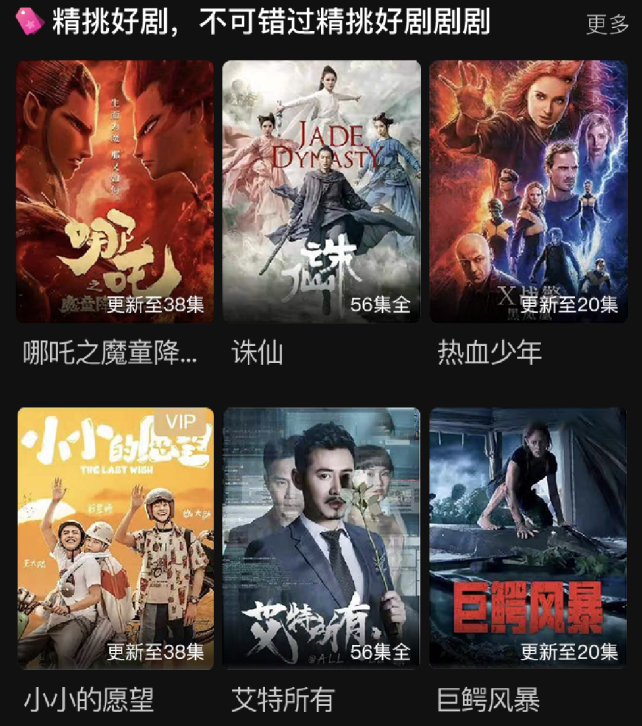 精挑好剧，不可错过精挑好剧剧剧
更多
哪吒
之
魔童降
更新至38集
JADE
DYNASTY
诛仙
56集全
X战警
黑凤凰
更新至20集
哪吒之魔童降...
诛仙
热血少年
VIP
小小的愿望
THE LAST WISH
更新至38集
艾特所有人
@ALL
56集全
巨鳄风暴
更新至20集
小小的愿望
艾特所有
巨鳄风暴